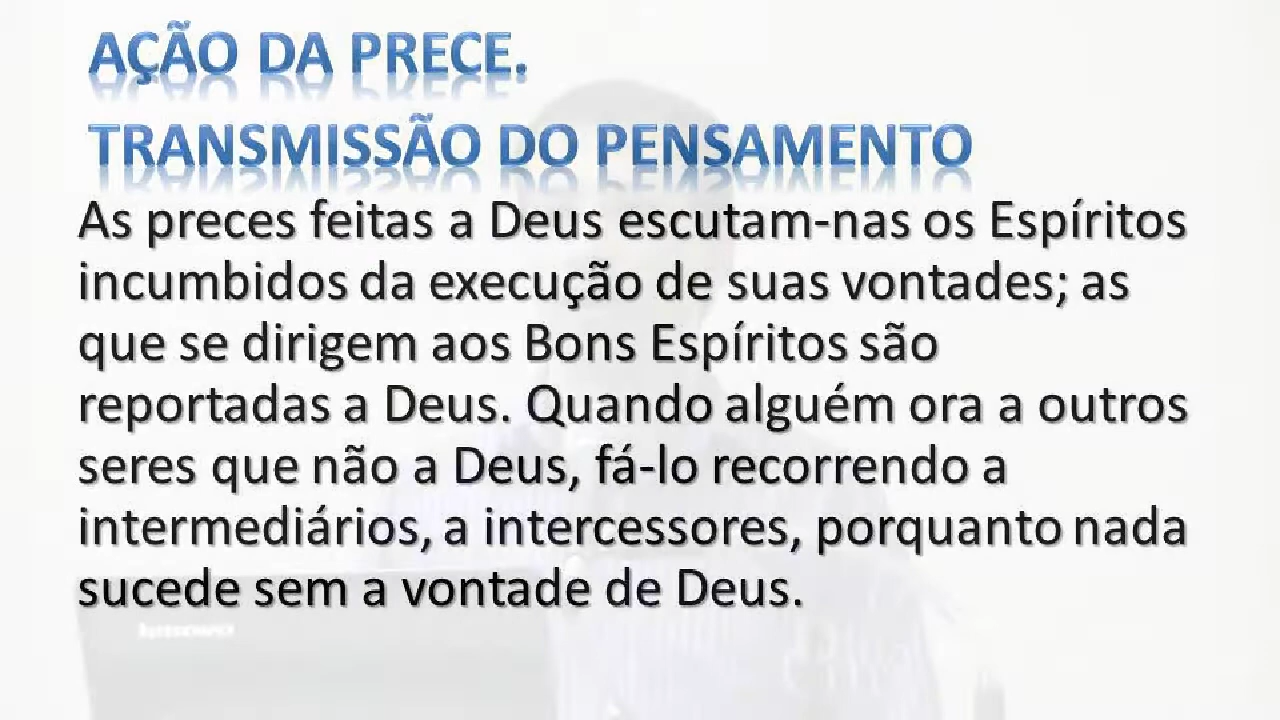 AÇÃO DA PRECE.
TRANSMISSÃO DO PENSAMENTO
As preces feitas a Deus escutam-nas os Espíritos
incumbidos da execução de suas vontades; as
que se dirigem aos Bons Espíritos são
reportadas a Deus. Quando alguém ora a outros
seres que não a Deus, fá-lo recorrendo a
intermediários, a intercessores, porquanto nada
sucede sem a vontade de Deus.